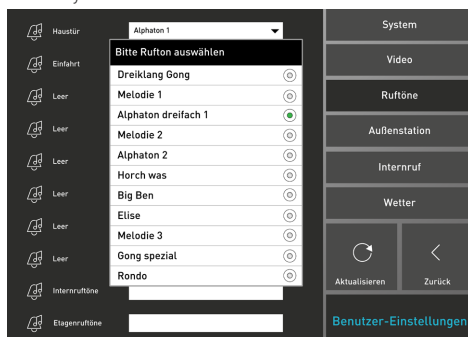 Haustür
Alphaton 1
Einfahrt
Leer
Leer
Leer
Leer
Leer
Leer
Internruftöne
Etagenruftöne
Bitte Rufton auswählen
Dreiklang Gong
Melodie 1
Alphaton dreifach 1
Melodie 2
Alphaton 2
Horch was
Big Ben
Elise
Melodie 3
Gong spezial
Rondo
System
Video
Ruftöne
Außenstation
Internruf
Wetter
Aktualisieren
Zurück
Benutzer-Einstellungen